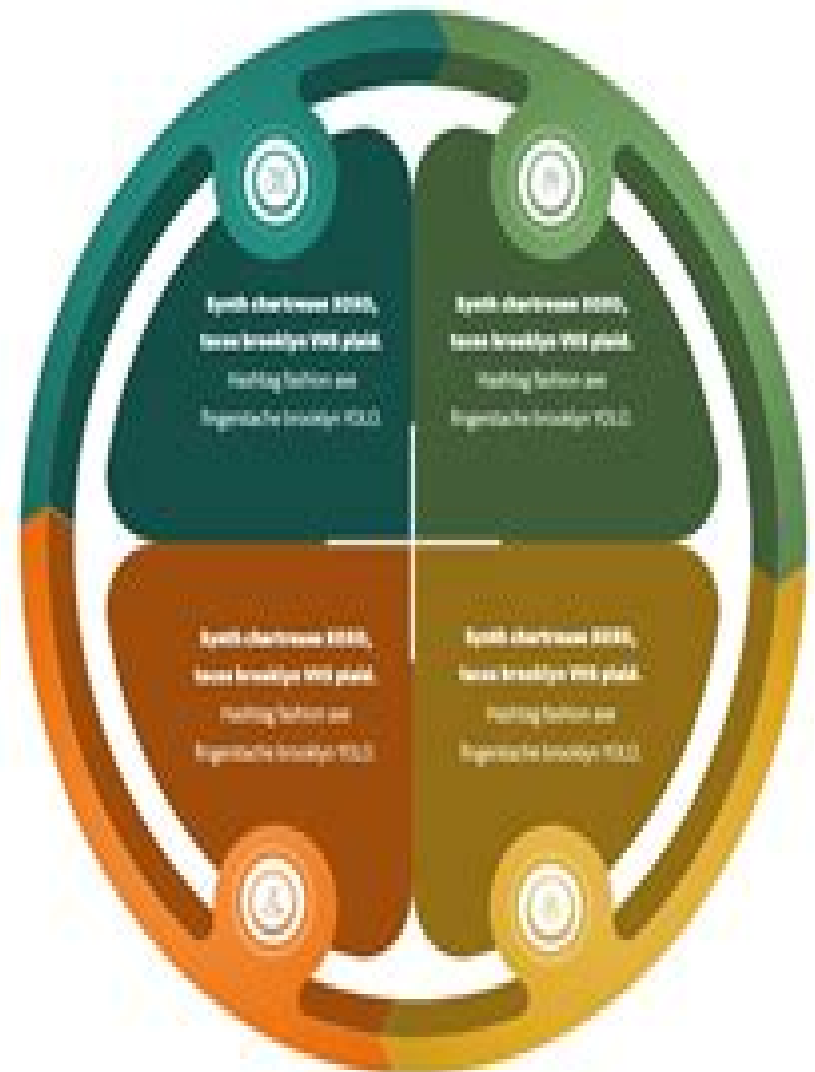 Synth chartreuse XOXO,
tacos brooklyn VHS plaid.
Hashtag fashion axe
fingerstache brooklyn YOLO.
Synth chartreuse XOXO,
tacos brooklyn VHS plaid.
Hashtag fashion axe
fingerstache brooklyn YOLO.
Synth chartreuse XOXO,
tacos brooklyn VHS plaid.
Hashtag fashion axe
fingerstache brooklyn YOLO.
Synth chartreuse XOXO,
tacos brooklyn VHS plaid.
Hashtag fashion axe
fingerstache brooklyn YOLO.